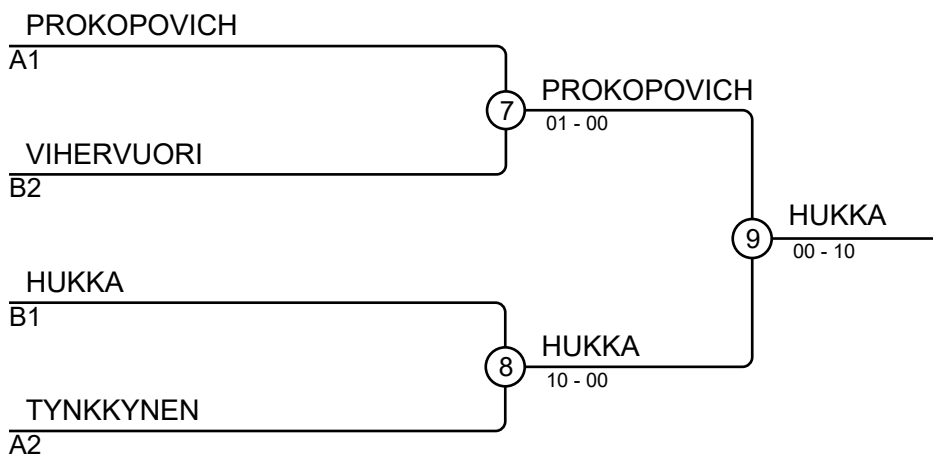 PROKOPOVICH
A1
7
PROKOPOVICH
01 - 00
VIHERVUORI
B2
9
HUKKA
00 - 10
HUKKA
B1
8
HUKKA
10 - 00
TYNKKYNEN
A2